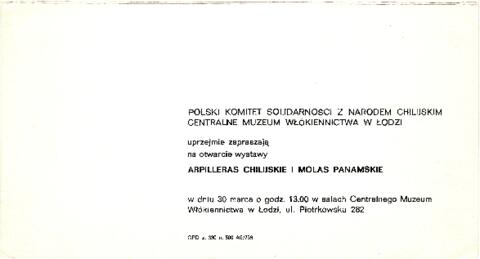 POLSKI KOMITET SOLIDARNOŚCI Z NARODEM CHILIJSKIM
CENTRALNE MUZEUM WŁÓKIENNICTWA W ŁODZI
uprzejmie zapraszają
na otwarcie wystawy
ARPILLERAS CHILIJSKIE I MOLAS PANAMSKIE
w dniu 30 marca o godz. 13.00 w salach Centralnego Muzeum
Włókiennictwa w Łodzi, ul. Piotrkowska 282